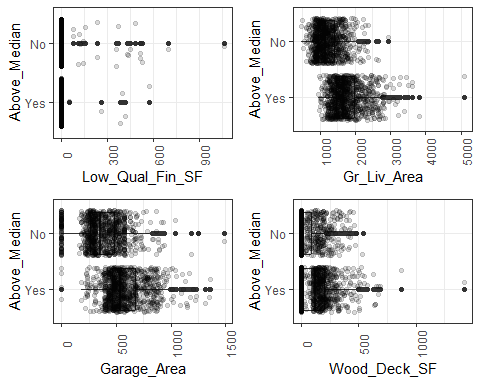 Above_Median
No
Yes
0
300
600
900
Low_Qual_Fin_SF
Above_Median
No
Yes
1000
2000
3000
4000
5000
Gr_Liv_Area
Above_Median
No
Yes
0
500
1000
1500
Garage_Area
Above_Median
No
Yes
0
500
1000
Wood_Deck_SF